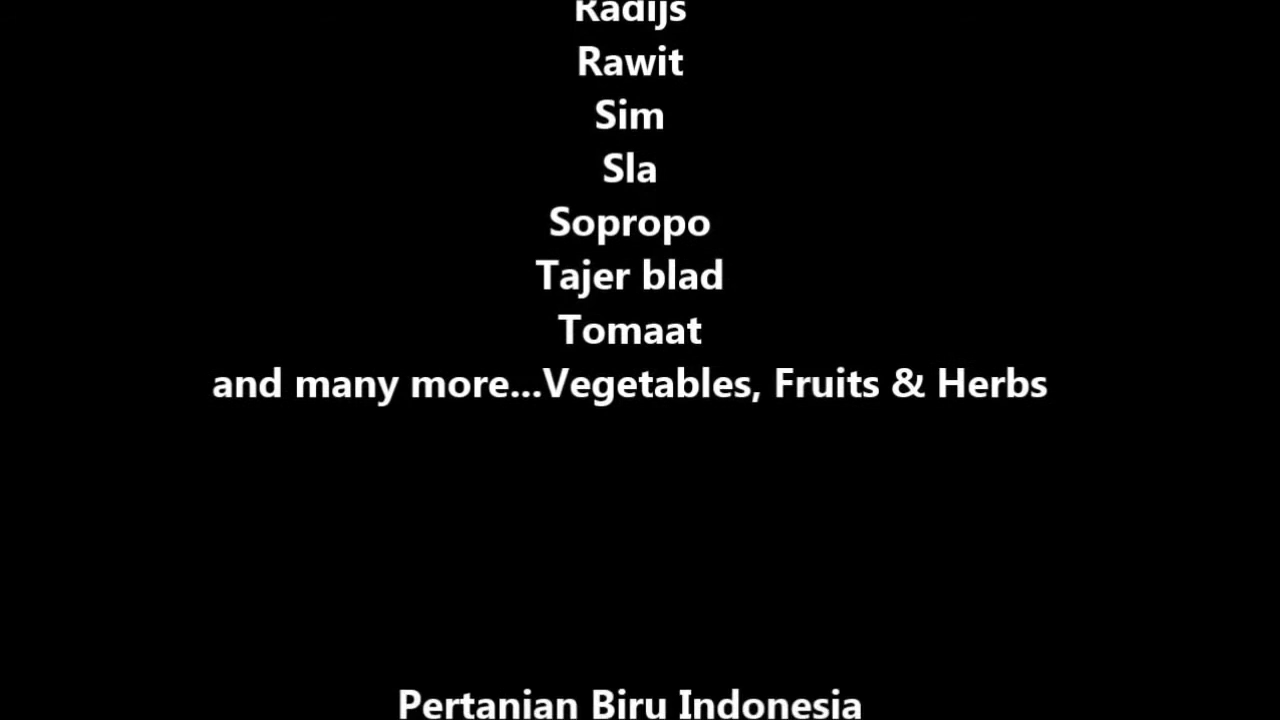 Radijs
Rawit
Sim
Sla
Sopropo
Tajer blad
Tomaat
and many more...Vegetables, Fruits & Herbs
Pertanian Biru Indonesia